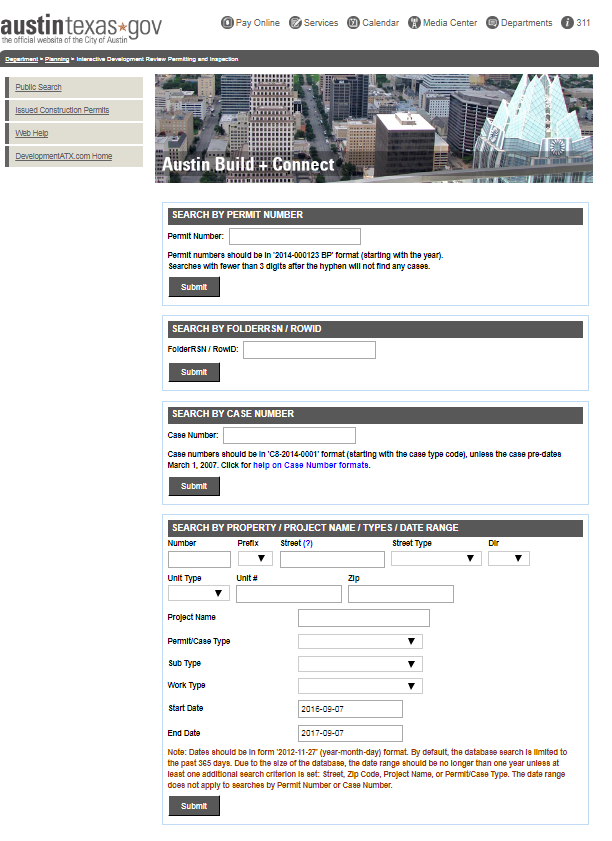 austintexas★gov
the official website of the City of Austin
Pay Online
Services
Calendar
Media Center
Departments
311
Department » Planning » Interactive Development Review Permitting and Inspection
Public Search
Issued Construction Permits
Web Help
DevelopmentATX.com Home
Austin Build + Connect
SEARCH BY PERMIT NUMBER
Permit Number:
Permit numbers should be in '2014-000123 BP' format (starting with the year).
Searches with fewer than 3 digits after the hyphen will not find any cases.
Submit
SEARCH BY FOLDERRSN / ROWID
FolderRSN / RowID:
Submit
SEARCH BY CASE NUMBER
Case Number:
Case numbers should be in 'C8-2014-0001' format (starting with the case type code), unless the case pre-dates
March 1, 2007. Click for help on Case Number formats.
Submit
SEARCH BY PROPERTY / PROJECT NAME / TYPES / DATE RANGE
Number Prefix Street (?) Street Type Dir
Unit Type Unit # Zip
Project Name
Permit/Case Type
Sub Type
Work Type
Start Date 2016-09-07
End Date 2017-09-07
Note: Dates should be in form '2012-11-27' (year-month-day) format. By default, the database search is limited to
the past 365 days. Due to the size of the database, the date range should be no longer than one year unless at
least one additional search criterion is set: Street, Zip Code, Project Name, or Permit/Case Type. The date range
does not apply to searches by Permit Number or Case Number.
Submit